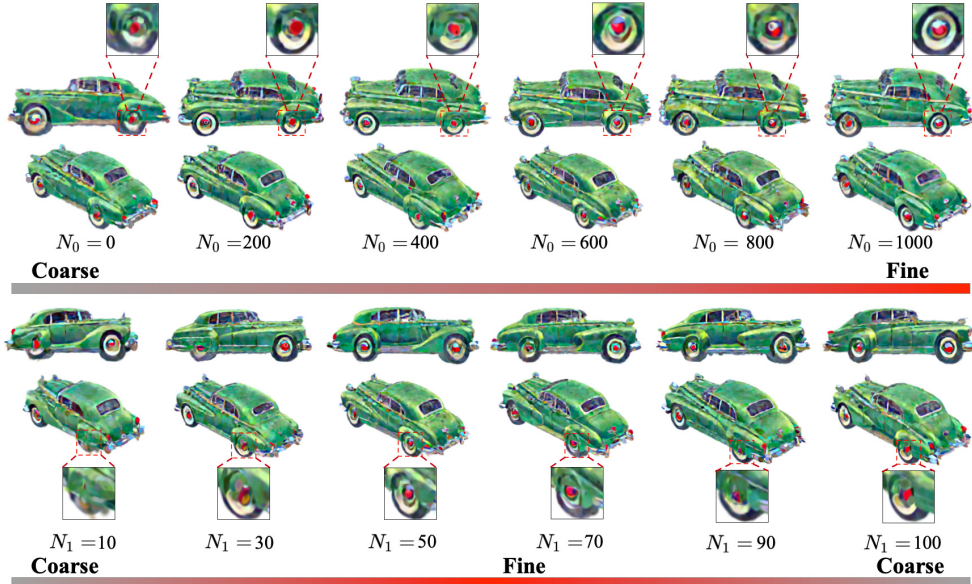 N₀ = 0 N₀ =200 N₀ = 400 N₀ = 600 N₀ = 800 N₀ = 1000
Coarse Fine
N₁ =10 N₁ = 30 N₁ = 50 N₁ = 70 N₁ = 90 N₁ = 100
Coarse Fine Coarse